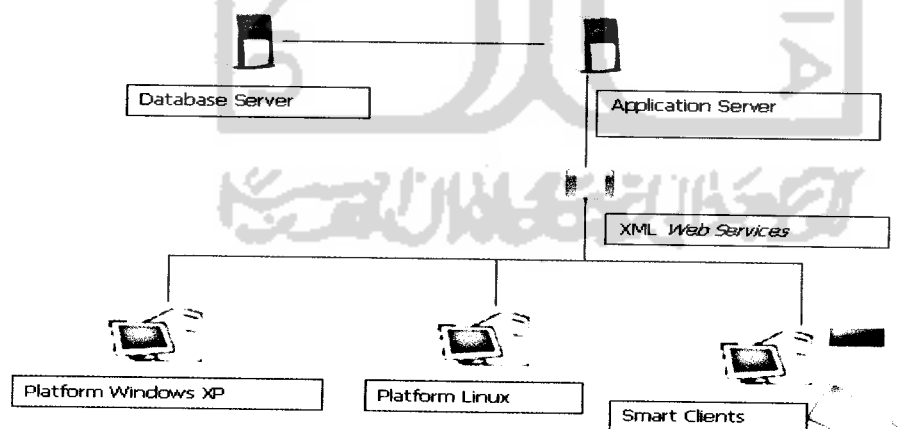 Database Server
Application Server
XML Web Services
Platform Windows XP
Platform Linux
Smart Clients